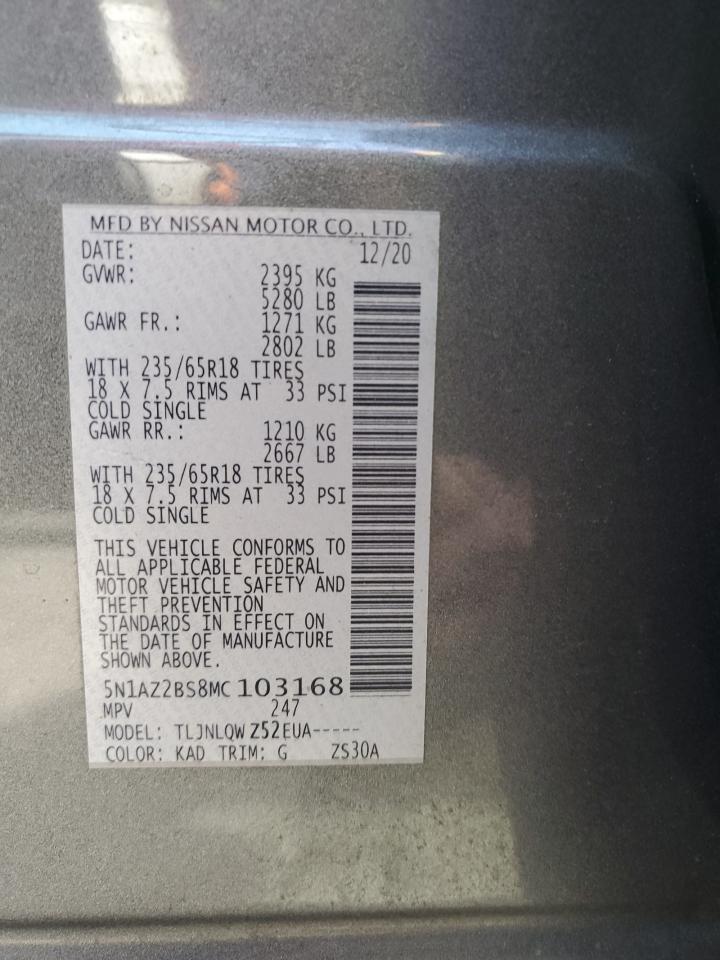 MFD BY NISSAN MOTOR CO., LTD.
DATE: 12/20
GVWR: 2395 KG
5280 LB
GAWR FR.: 1271 KG
2802 LB
WITH 235/65R18 TIRES
18 X 7.5 RIMS AT 33 PSI
COLD SINGLE
GAWR RR.: 1210 KG
2667 LB
WITH 235/65R18 TIRES
18 X 7.5 RIMS AT 33 PSI
COLD SINGLE
THIS VEHICLE CONFORMS TO
ALL APPLICABLE FEDERAL
MOTOR VEHICLE SAFETY AND
THEFT PREVENTION
STANDARDS IN EFFECT ON
THE DATE OF MANUFACTURE
SHOWN ABOVE.
5N1AZ2BS8MC 103168
MPV 247
MODEL: TLJNLQW Z52EUA-----
COLOR: KAD TRIM: G ZS30A